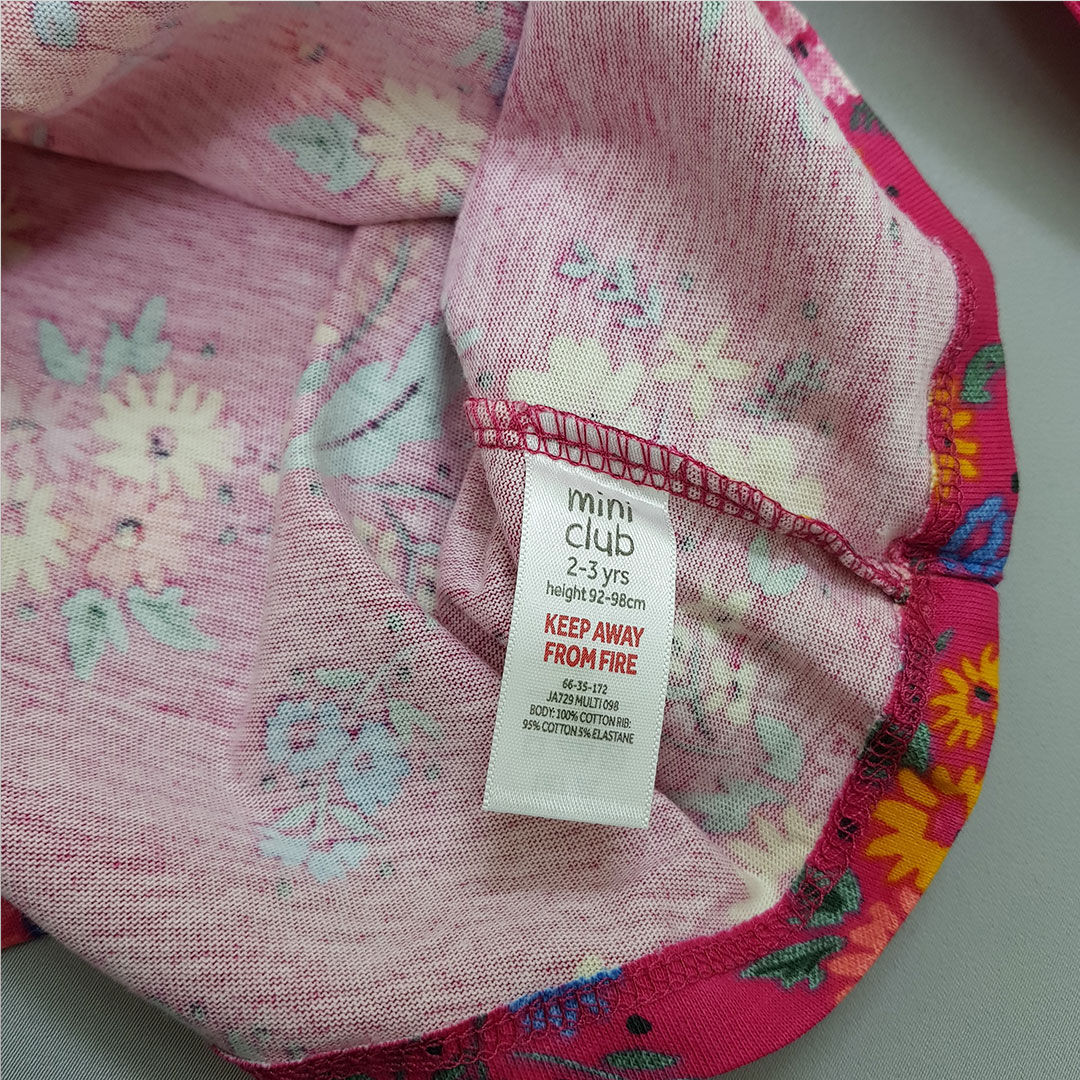 mini
club
2-3 yrs
height 92-98cm
KEEP AWAY
FROM FIRE
66-35-172
JA729 MULTI 098
BODY: 100% COTTON RIB:
95% COTTON 5% ELASTANE